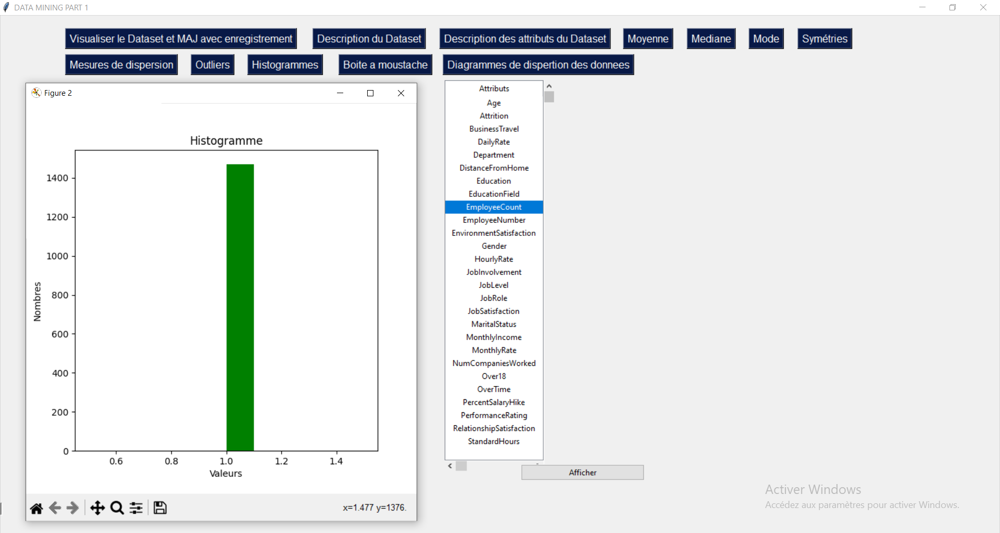 DATA MINING PART 1
Visualiser le Dataset et MAJ avec enregistrement
Description du Dataset
Description des attributs du Dataset
Moyenne
Mediane
Mode
Symétries
Mesures de dispersion
Outliers
Histogrammes
Boite a moustache
Diagrammes de dispertion des donnees
Figure 2
Histogramme
1400
1200
1000
800
600
400
200
0
Nombres
0.6
0.8
1.0
1.2
1.4
Valeurs
x=1.477 y=1376.
Attributs
Age
Attrition
BusinessTravel
DailyRate
Department
DistanceFromHome
Education
EducationField
EmployeeCount
EmployeeNumber
EnvironmentSatisfaction
Gender
HourlyRate
JobInvolvement
JobLevel
JobRole
JobSatisfaction
MaritalStatus
MonthlyIncome
MonthlyRate
NumCompaniesWorked
Over18
OverTime
PercentSalaryHike
PerformanceRating
RelationshipSatisfaction
StandardHours
Afficher
Activer Windows
Accédez aux paramètres pour activer Windows.